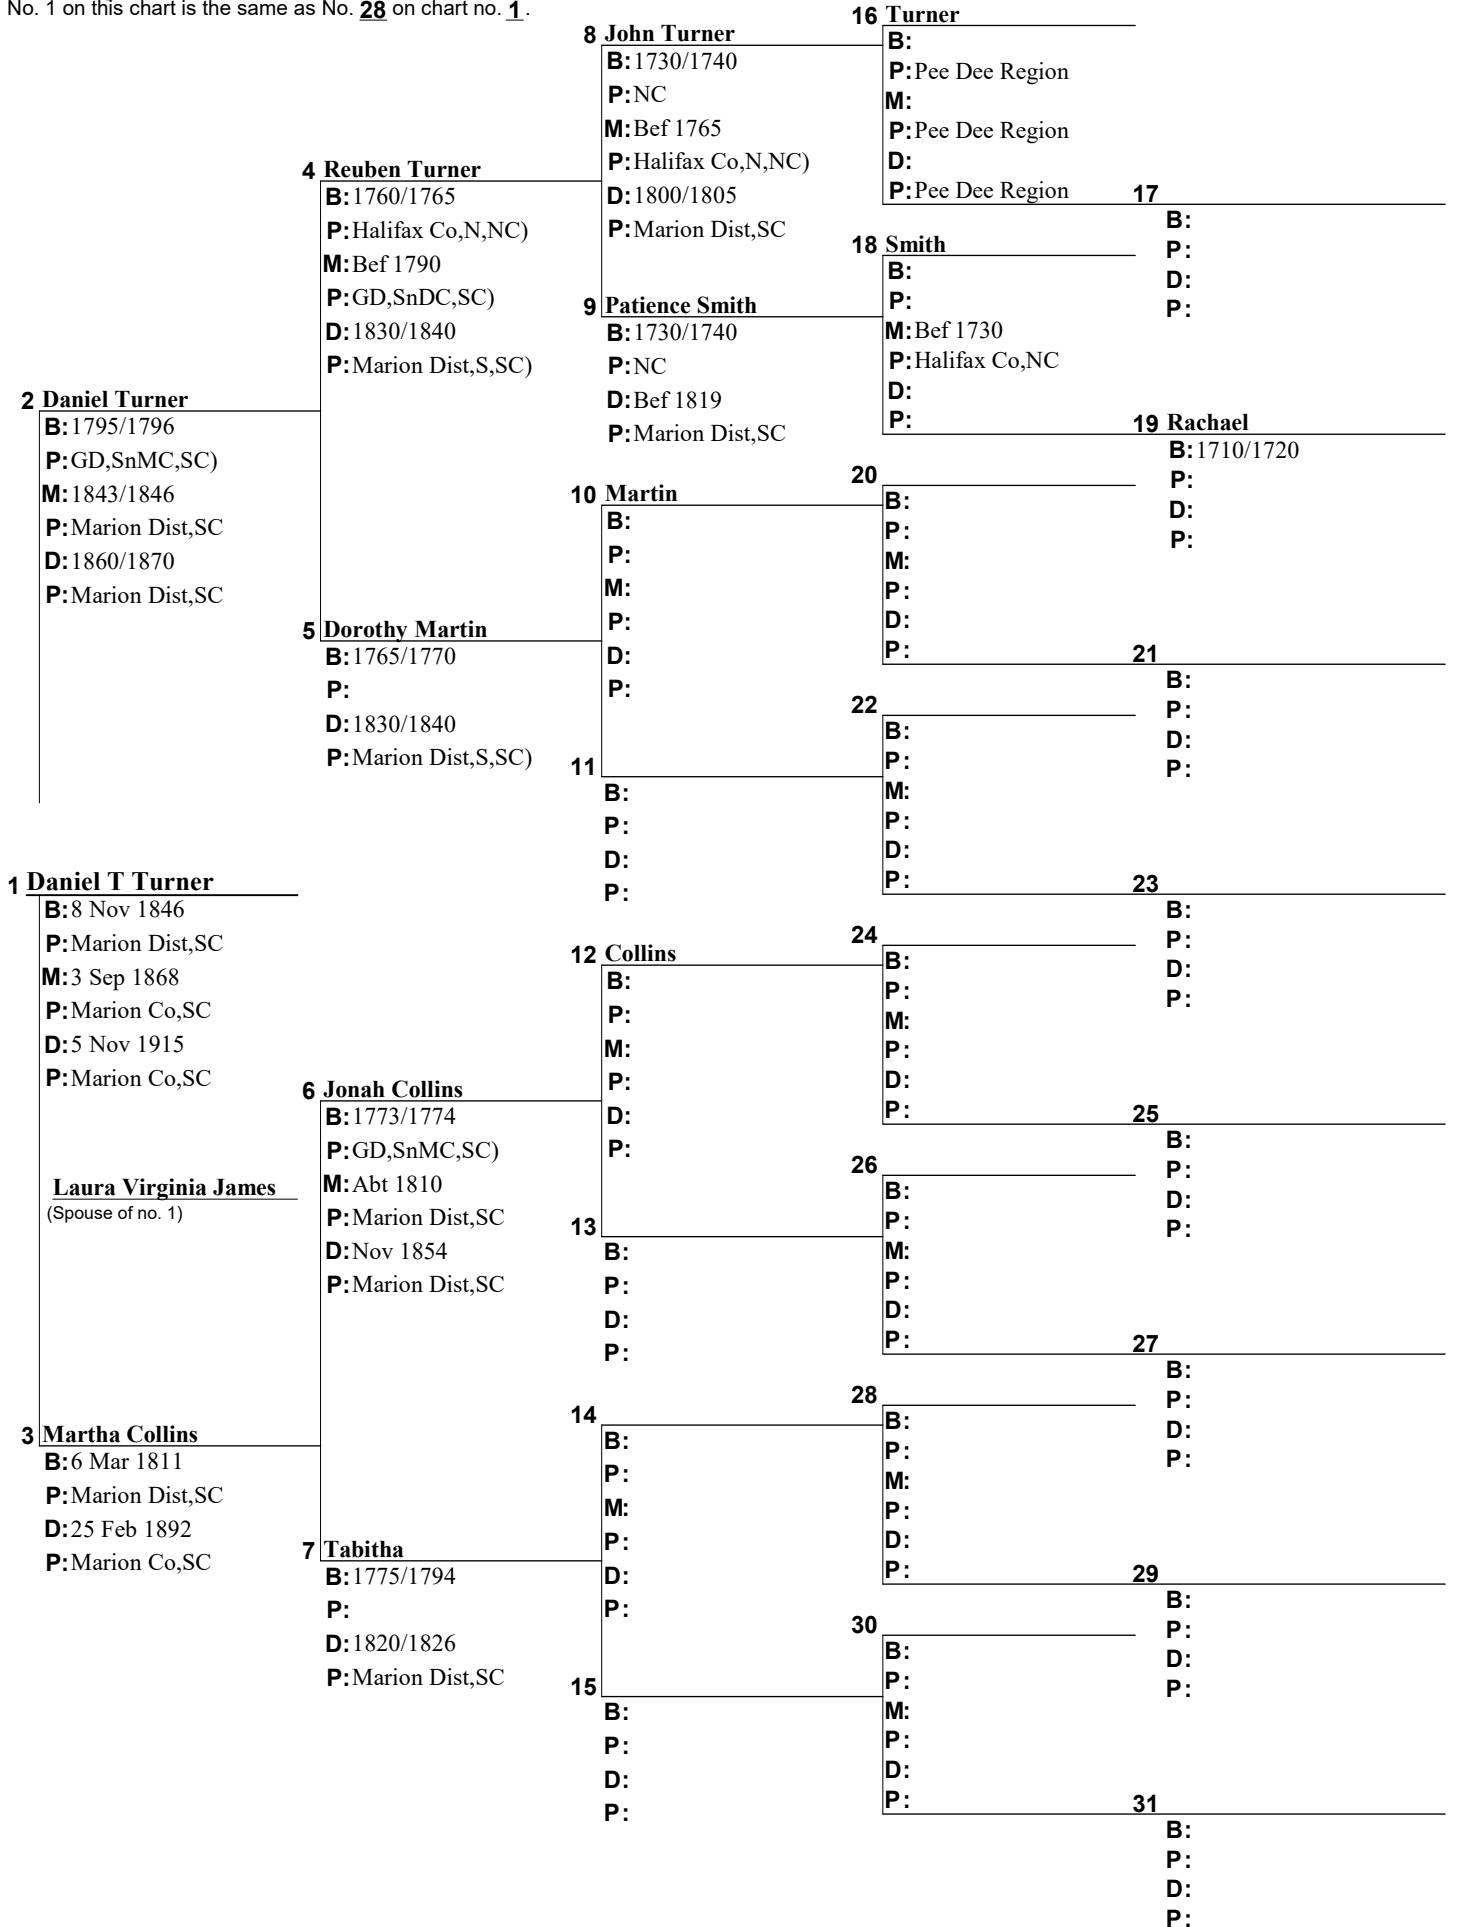 No. 1 on this chart is the same as No. 28 on chart no. 1.
16 Turner
B:
P:Pee Dee Region
M:
P:Pee Dee Region
D:
P:Pee Dee Region
8 John Turner
B:1730/1740
P:NC
M:Bef 1765
P:Halifax Co,N,NC)
D:1800/1805
P:Marion Dist,SC
17
B:
P:
D:
P:
4 Reuben Turner
B:1760/1765
P:Halifax Co,N,NC)
M:Bef 1790
P:GD,SnDC,SC)
D:1830/1840
P:Marion Dist,S,SC)
18 Smith
B:
P:
M:Bef 1730
P:Halifax Co,NC
D:
P:
9 Patience Smith
B:1730/1740
P:NC
D:Bef 1819
P:Marion Dist,SC
19 Rachael
B:1710/1720
P:
D:
P:
2 Daniel Turner
B:1795/1796
P:GD,SnMC,SC)
M:1843/1846
P:Marion Dist,SC
D:1860/1870
P:Marion Dist,SC
20
B:
P:
M:
P:
D:
P:
10 Martin
B:
P:
M:
P:
D:
P:
21
B:
P:
D:
P:
5 Dorothy Martin
B:1765/1770
P:
D:1830/1840
P:Marion Dist,S,SC)
22
B:
P:
M:
P:
D:
P:
11
B:
P:
D:
P:
23
B:
P:
D:
P:
1 Daniel T Turner
B:8 Nov 1846
P:Marion Dist,SC
M:3 Sep 1868
P:Marion Co,SC
D:5 Nov 1915
P:Marion Co,SC
Laura Virginia James
(Spouse of no. 1)
24
B:
P:
M:
P:
D:
P:
12 Collins
B:
P:
M:
P:
D:
P:
25
B:
P:
D:
P:
6 Jonah Collins
B:1773/1774
P:GD,SnMC,SC)
M:Abt 1810
P:Marion Dist,SC
D:Nov 1854
P:Marion Dist,SC
26
B:
P:
M:
P:
D:
P:
13
B:
P:
D:
P:
27
B:
P:
D:
P:
3 Martha Collins
B:6 Mar 1811
P:Marion Dist,SC
D:25 Feb 1892
P:Marion Co,SC
28
B:
P:
M:
P:
D:
P:
14
B:
P:
M:
P:
D:
P:
29
B:
P:
D:
P:
7 Tabitha
B:1775/1794
P:
D:1820/1826
P:Marion Dist,SC
30
B:
P:
M:
P:
D:
P:
15
B:
P:
D:
P:
31
B:
P:
D:
P: